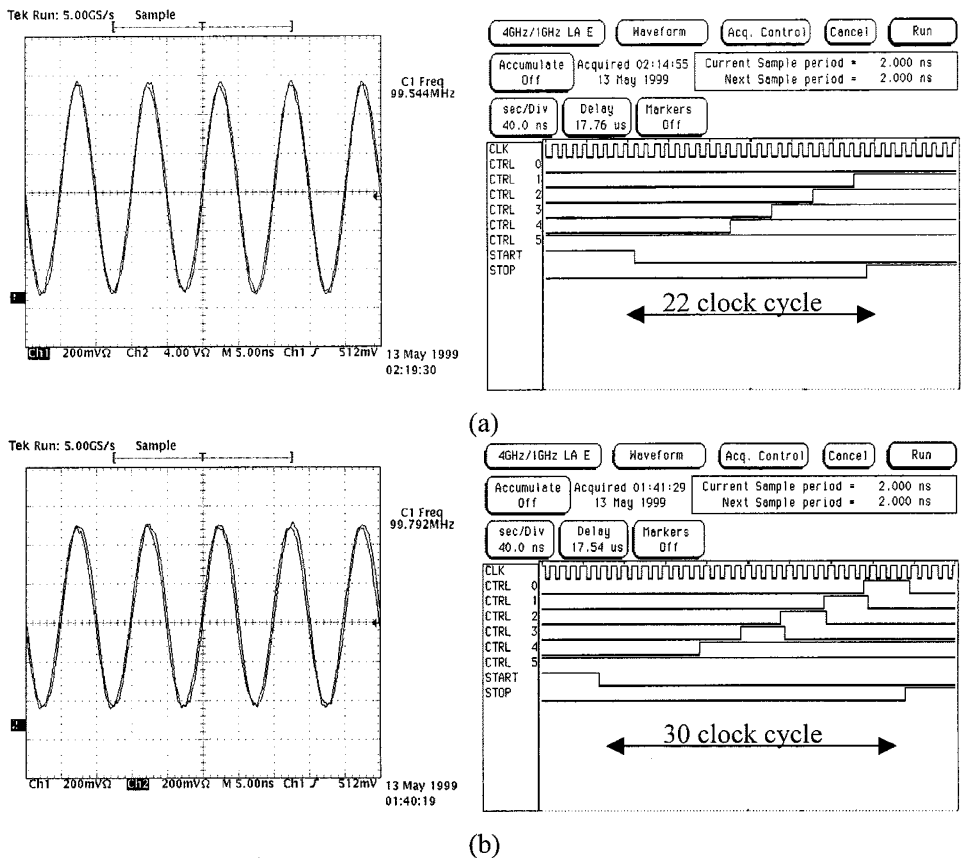 Tek Run: 5.00GS/s Sample
C1 Freq
99.544MHz
Ch1 200mVΩ Ch2 4.00 VΩ M 5.00ns Ch1 ∫ 512mV
13 May 1999
02:19:30
4GHz/1GHz LA E Waveform Acq. Control Cancel Run
Accumulate
Off
Acquired 02:14:55
13 May 1999
Current Sample period = 2.000 ns
Next Sample period = 2.000 ns
sec/Div
40.0 ns
Delay
17.76 us
Markers
Off
CLK
CTRL 0
CTRL 1
CTRL 2
CTRL 3
CTRL 4
CTRL 5
START
STOP
22 clock cycle
(a)
Tek Run: 5.00GS/s Sample
C1 Freq
99.792MHz
Ch1 200mVΩ Ch2 200mVΩ M 5.00ns Ch1 ∫ 512mV
13 May 1999
01:40:19
4GHz/1GHz LA E Waveform Acq. Control Cancel Run
Accumulate
Off
Acquired 01:41:29
13 May 1999
Current Sample period = 2.000 ns
Next Sample period = 2.000 ns
sec/Div
40.0 ns
Delay
17.54 us
Markers
Off
CLK
CTRL 0
CTRL 1
CTRL 2
CTRL 3
CTRL 4
CTRL 5
START
STOP
30 clock cycle
(b)